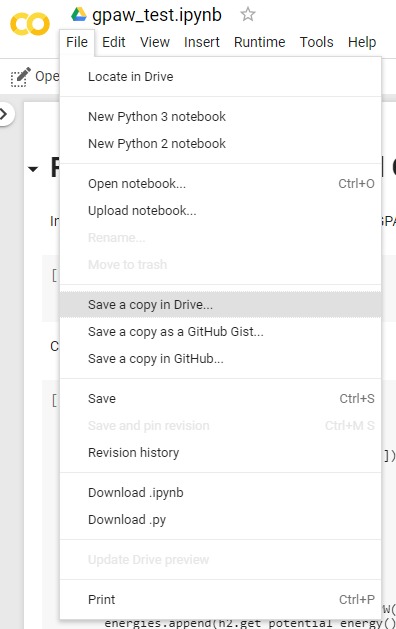 gpaw_test.ipynb
File Edit View Insert Runtime Tools Help
Locate in Drive
New Python 3 notebook
New Python 2 notebook
Open notebook... Ctrl+O
Upload notebook...
Rename...
Move to trash
Save a copy in Drive...
Save a copy as a GitHub Gist...
Save a copy in GitHub...
Save Ctrl+S
Save and pin revision Ctrl+M S
Revision history
Download .ipynb
Download .py
Update Drive preview
Print Ctrl+P
energies.append(h2.get_potential_energy()